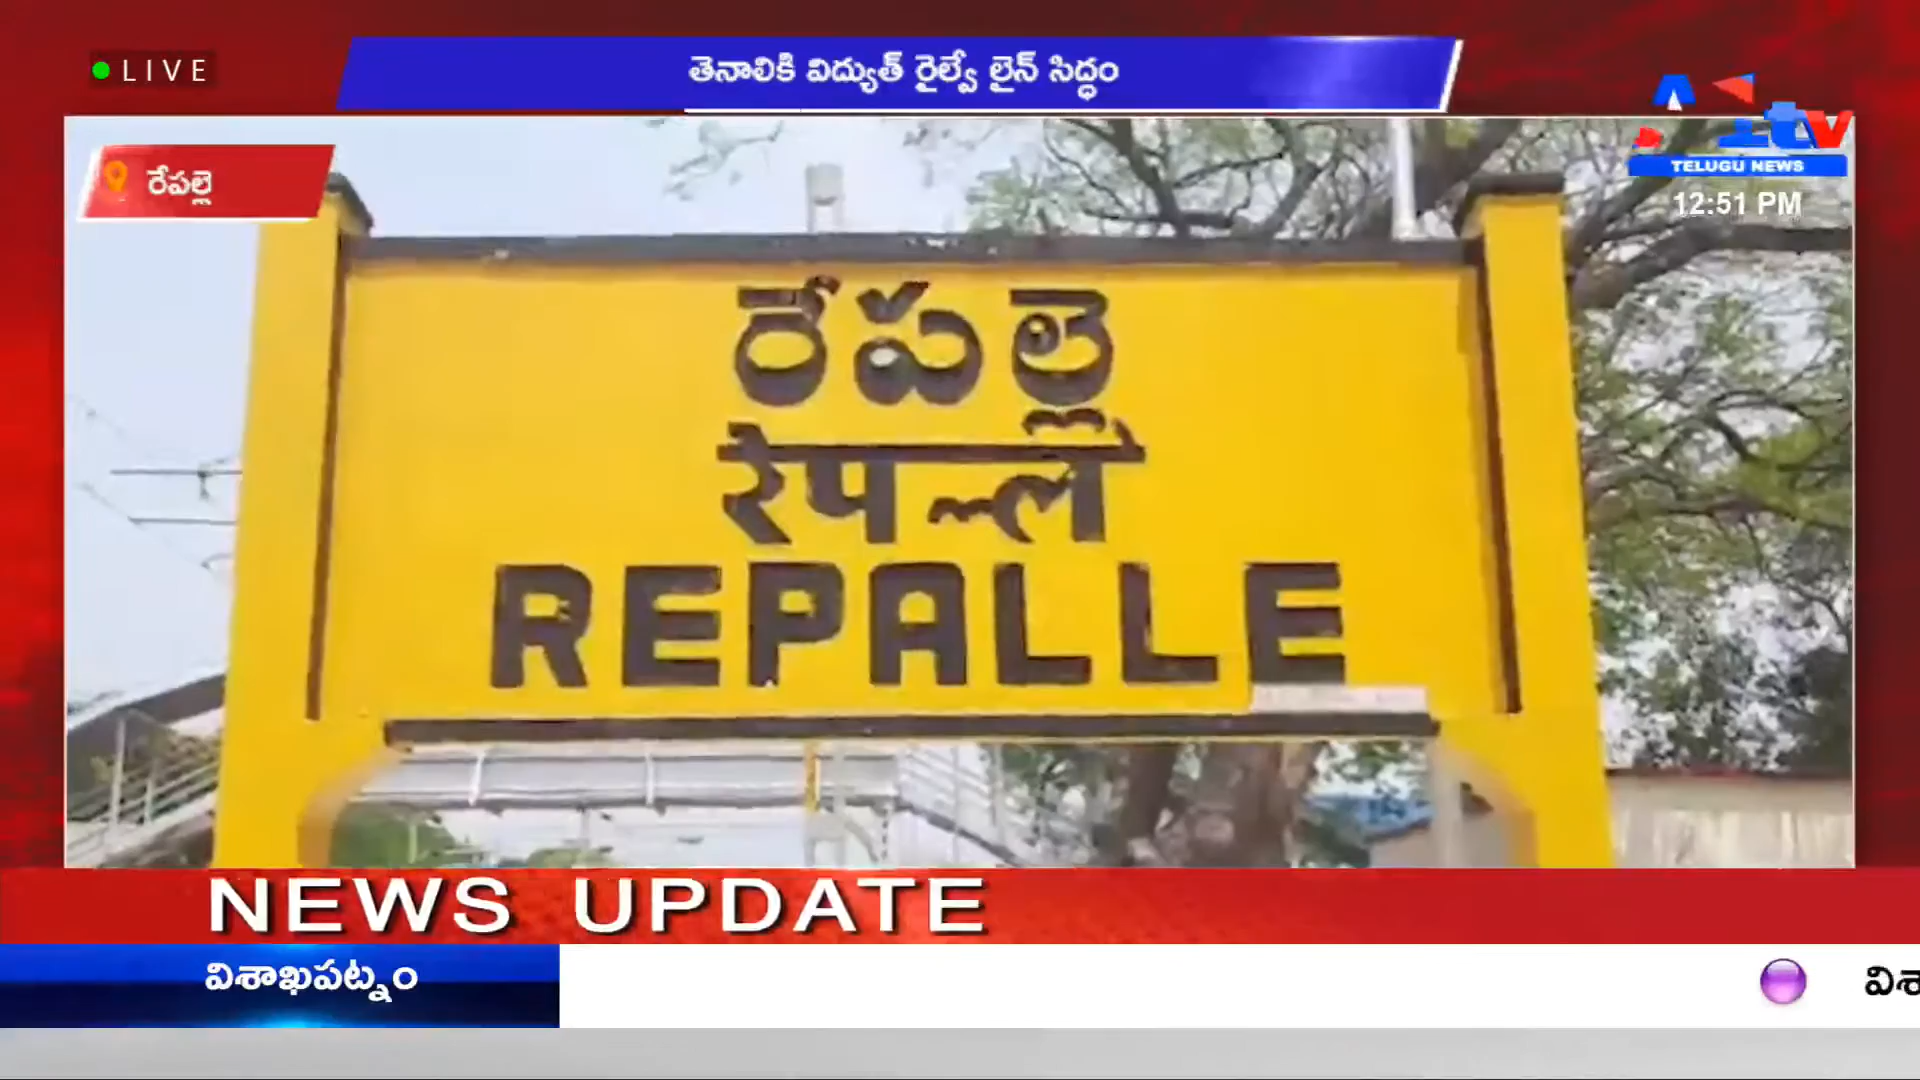 LIVE
తెనాలికి విద్యుత్ రైల్వే లైన్ సిద్ధం
TELUGU NEWS
12:51 PM
రేపల్లె
రేపల్లె
रेपल्ले
REPALLE
NEWS UPDATE
విశాఖపట్నం
విశా